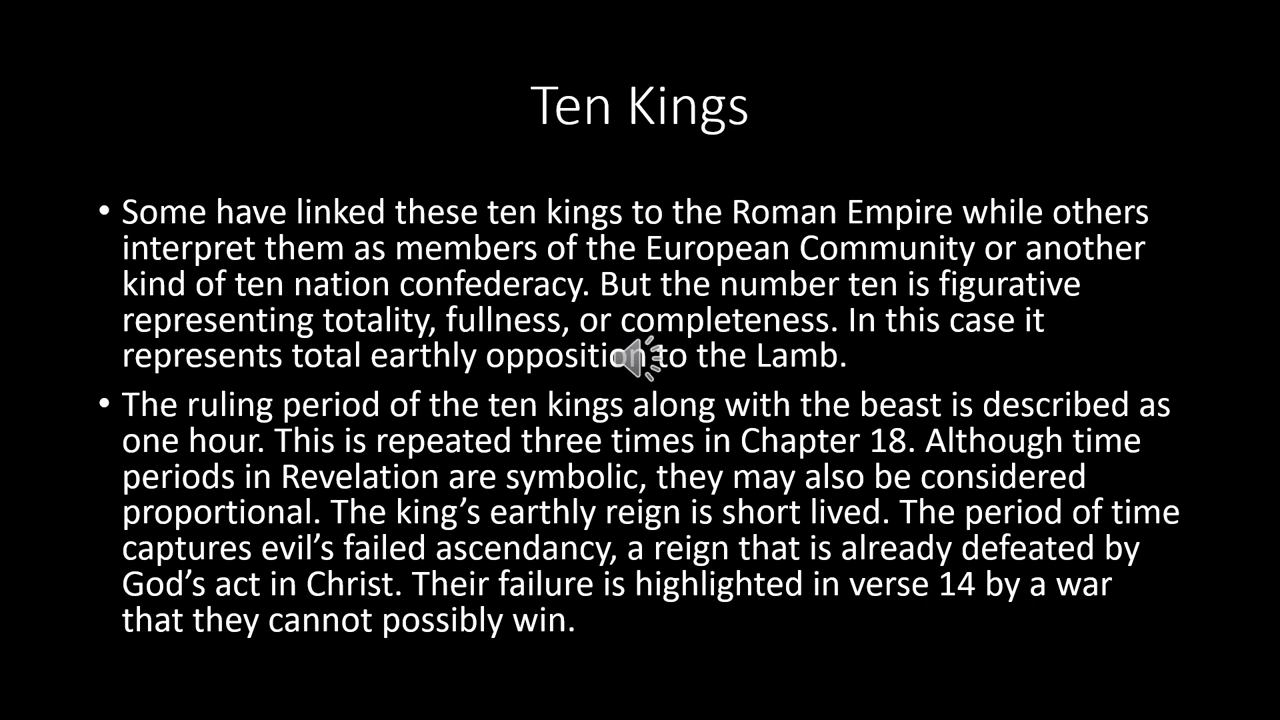 Ten Kings
• Some have linked these ten kings to the Roman Empire while others
interpret them as members of the European Community or another
kind of ten nation confederacy. But the number ten is figurative
representing totality, fullness, or completeness. In this case it
represents total earthly opposition to the Lamb.
• The ruling period of the ten kings along with the beast is described as
one hour. This is repeated three times in Chapter 18. Although time
periods in Revelation are symbolic, they may also be considered
proportional. The king’s earthly reign is short lived. The period of time
captures evil’s failed ascendancy, a reign that is already defeated by
God’s act in Christ. Their failure is highlighted in verse 14 by a war
that they cannot possibly win.